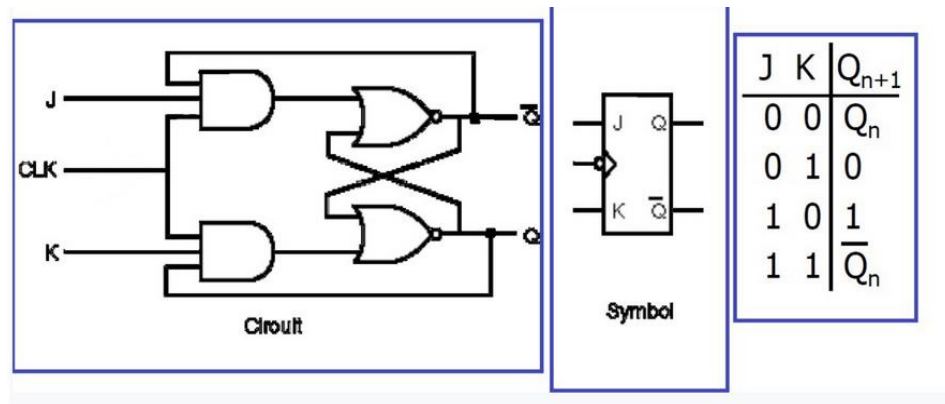 J
CLK
K
Q̅
Q
Circuit
J Q
K Q̅
Symbol
J K Qₙ₊₁
0 0 Qₙ
0 1 0
1 0 1
1 1 Q̅ₙ